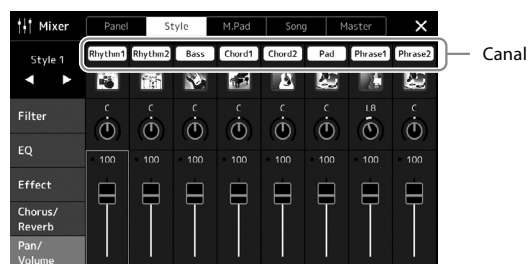 Mixer
Panel Style M.Pad Song Master
Style 1
Rhythm1 Rhythm2 Bass Chord1 Chord2 Pad Phrase1 Phrase2
Canal
Filter
C C C C C C L8 C
EQ
100 100 100 100 100 100 100 100
Effect
Chorus/
Reverb
Pan/
Volume